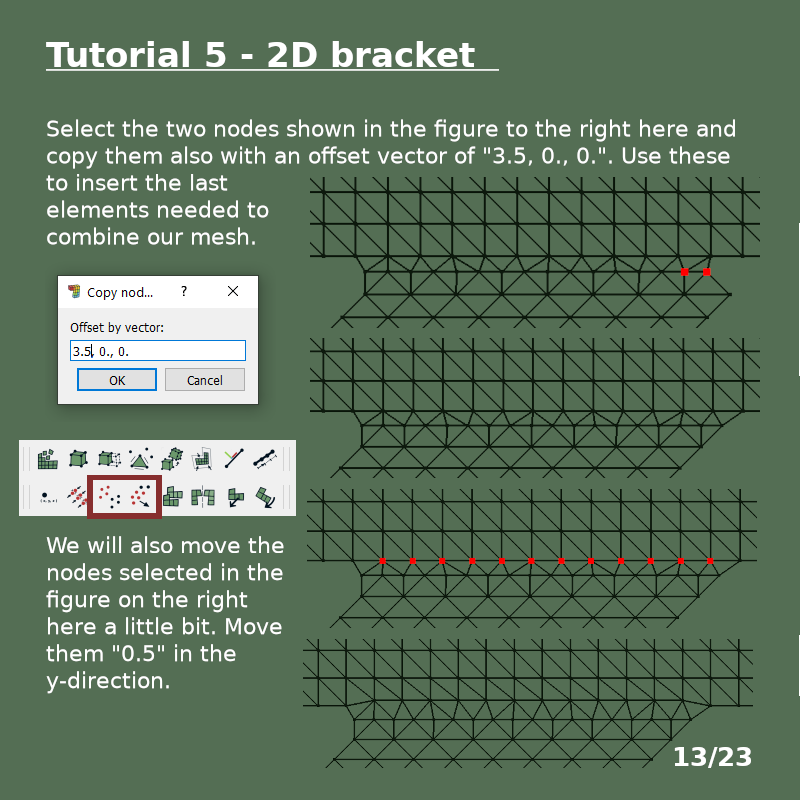 Tutorial 5 - 2D bracket
Select the two nodes shown in the figure to the right here and
copy them also with an offset vector of "3.5, 0., 0.". Use these
to insert the last
elements needed to
combine our mesh.
Copy nod... ?
Offset by vector:
3.5, 0., 0.
OK Cancel
We will also move the
nodes selected in the
figure on the right
here a little bit. Move
them "0.5" in the
y-direction.
13/23